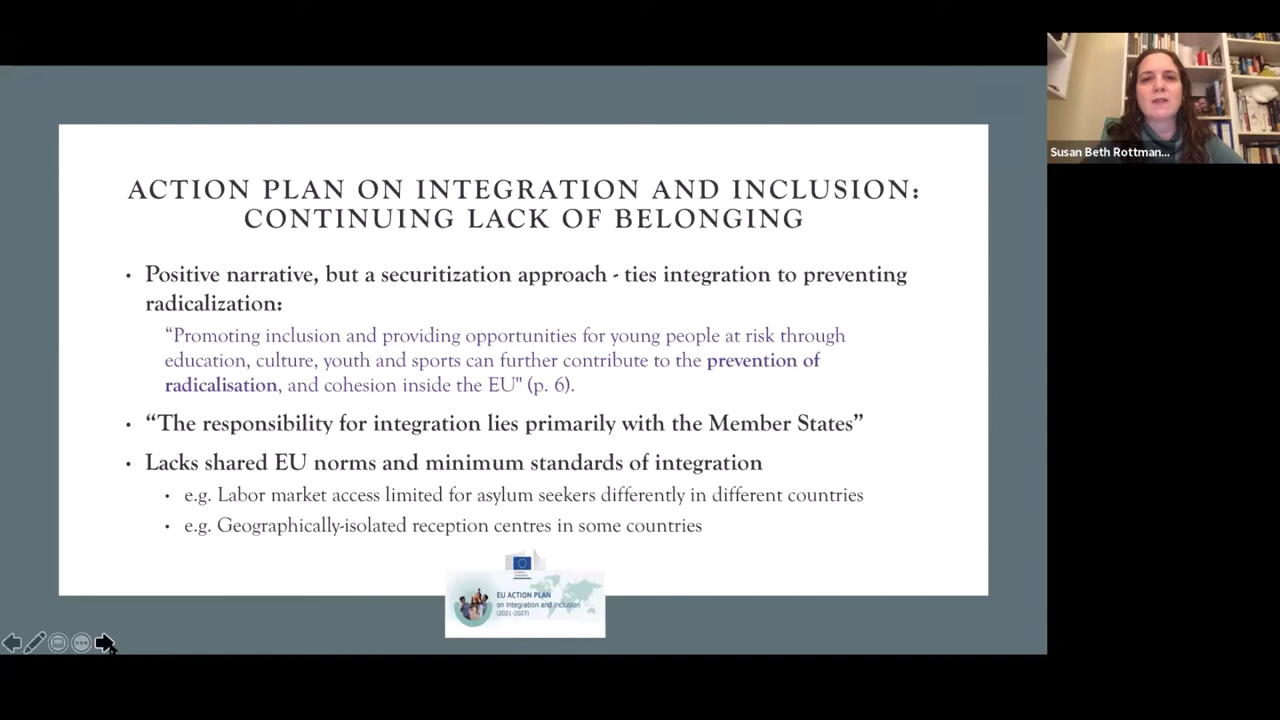 ACTION PLAN ON INTEGRATION AND INCLUSION:
CONTINUING LACK OF BELONGING
• Positive narrative, but a securitization approach - ties integration to preventing
radicalization:
“Promoting inclusion and providing opportunities for young people at risk through
education, culture, youth and sports can further contribute to the prevention of
radicalisation, and cohesion inside the EU" (p. 6).
• “The responsibility for integration lies primarily with the Member States”
• Lacks shared EU norms and minimum standards of integration
• e.g. Labor market access limited for asylum seekers differently in different countries
• e.g. Geographically-isolated reception centres in some countries
EU ACTION PLAN
on Integration and Inclusion
(2021-2027)
Susan Beth Rottman...